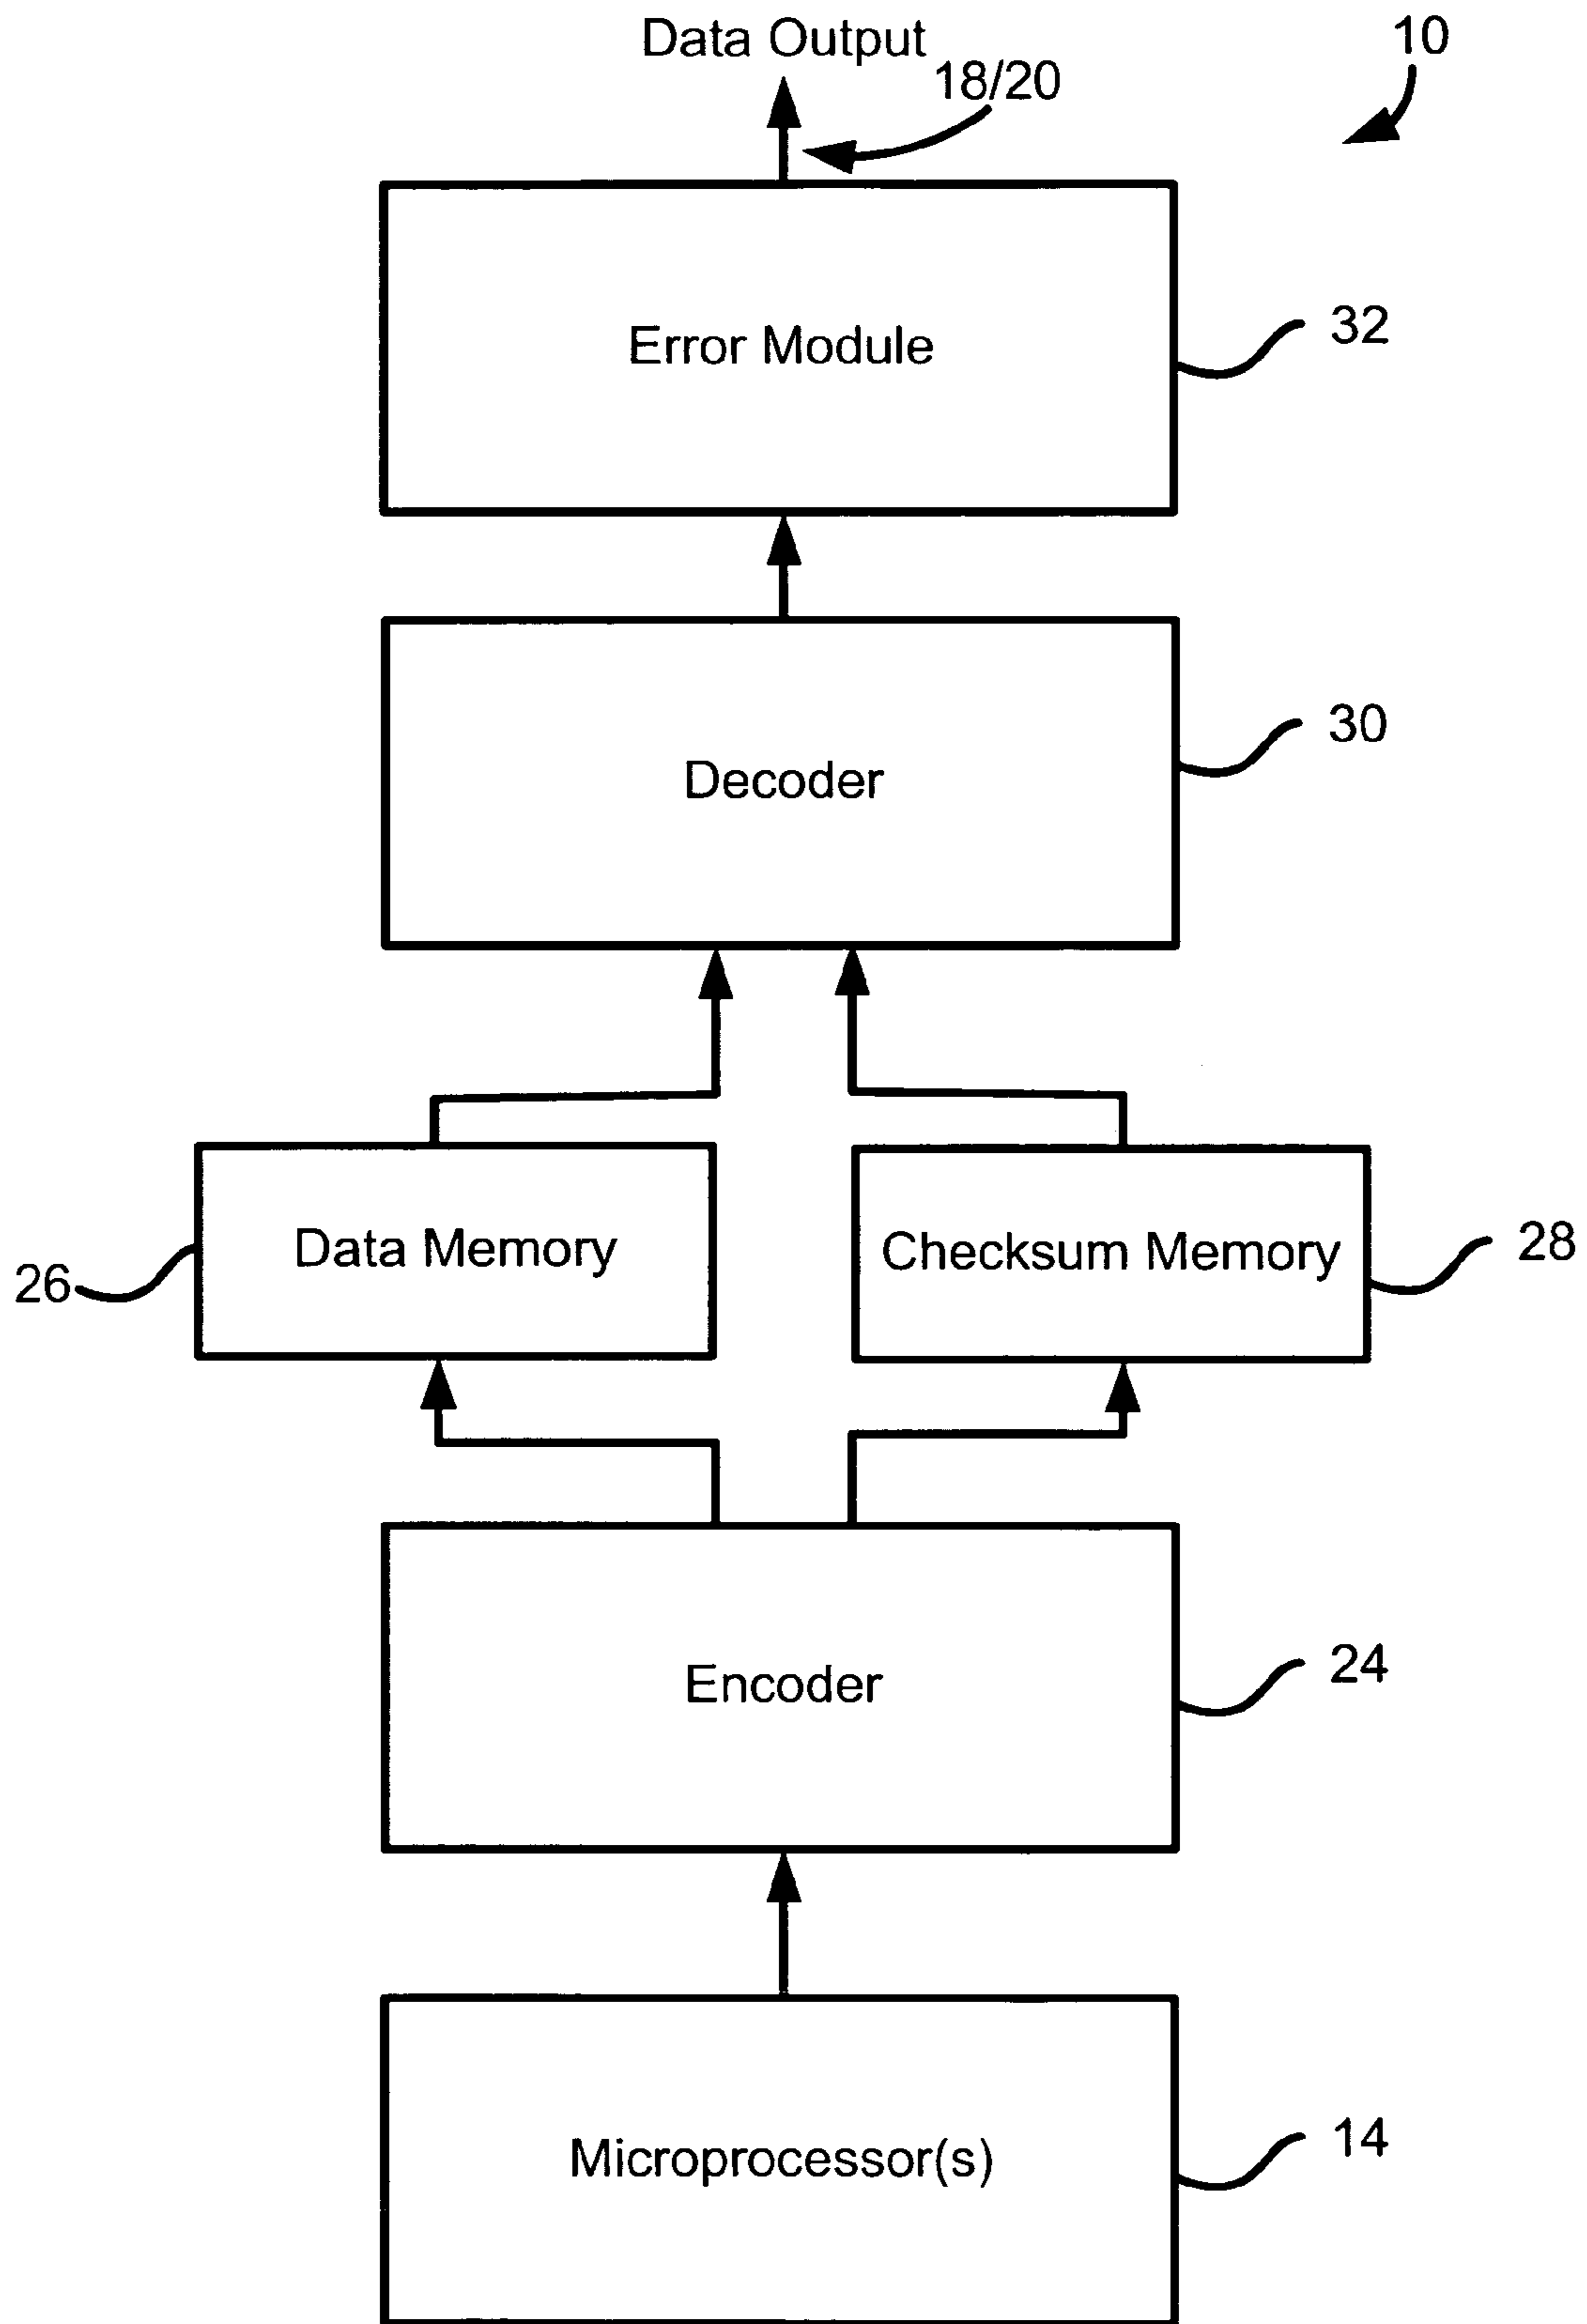 Data Output
10
18/20
Error Module
32
Decoder
30
Data Memory
Checksum Memory
26
28
Encoder
24
Microprocessor(s)
14